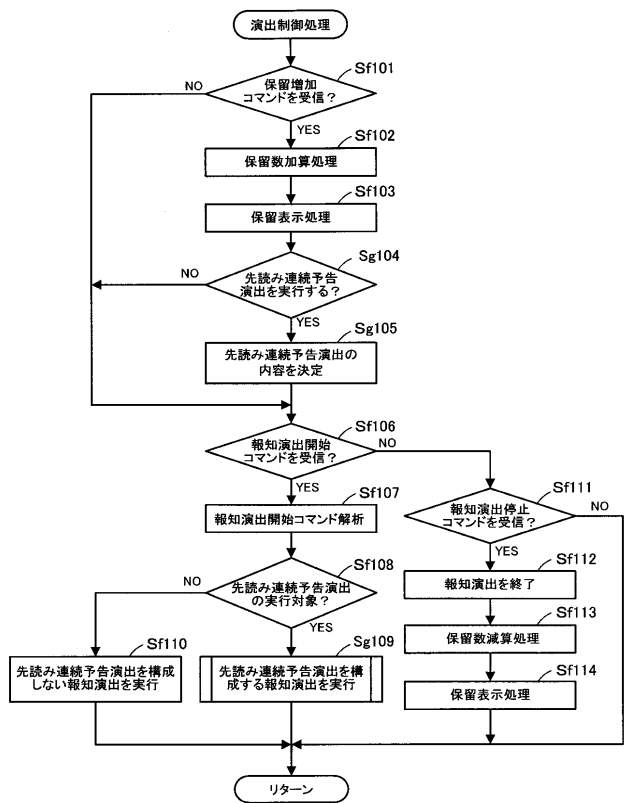 演出制御処理
Sf101
保留増加
コマンドを受信？
NO
YES
Sf102
保留数加算処理
Sf103
保留表示処理
Sg104
先読み連続予告
演出を実行する？
NO
YES
Sg105
先読み連続予告演出の
内容を決定
Sf106
報知演出開始
コマンドを受信？
NO
YES
Sf107
報知演出開始コマンド解析
Sf111
報知演出停止
コマンドを受信？
NO
YES
Sf108
先読み連続予告演出
の実行対象？
NO
YES
Sf112
報知演出を終了
Sf113
保留数減算処理
Sf114
保留表示処理
Sf110
先読み連続予告演出を構成
しない報知演出を実行
Sg109
先読み連続予告演出を構
成する報知演出を実行
リターン